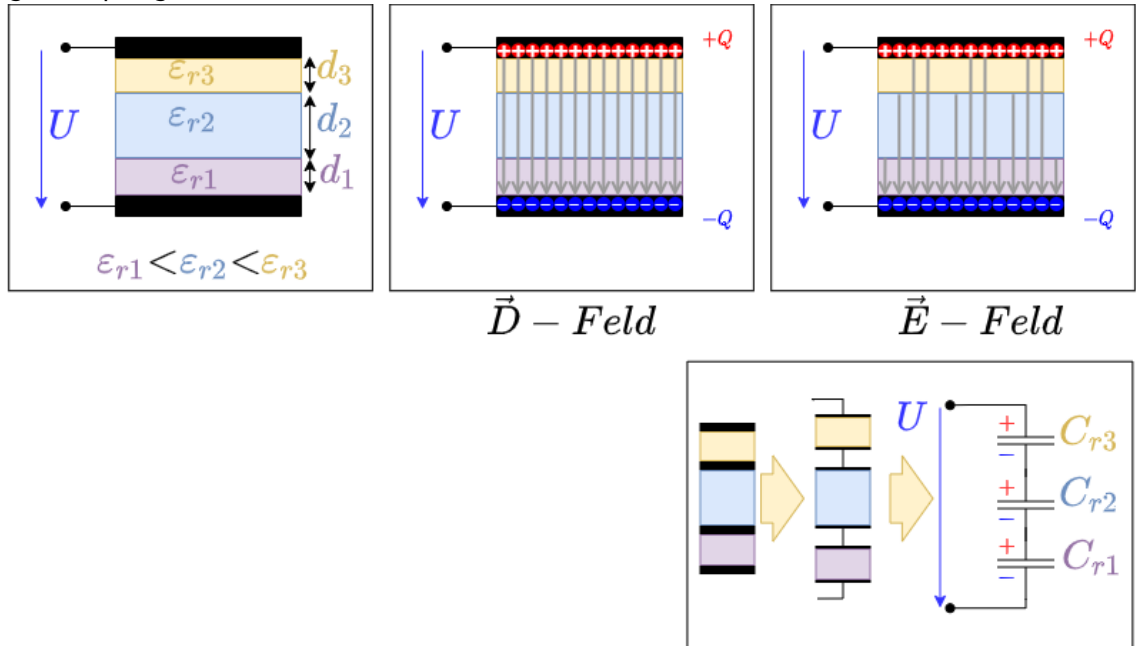 εr3
d3
U
εr2
d2
εr1
d1
εr1<εr2<εr3
U
+Q
−Q
D⃗ − Feld
U
+Q
−Q
E⃗ − Feld
U
+
−
Cr3
+
−
Cr2
+
−
Cr1